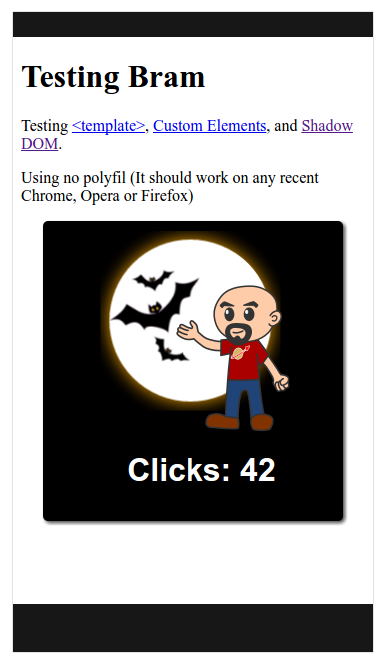 Testing Bram
Testing <template>, Custom Elements, and Shadow
DOM.
Using no polyfil (It should work on any recent
Chrome, Opera or Firefox)
Clicks: 42